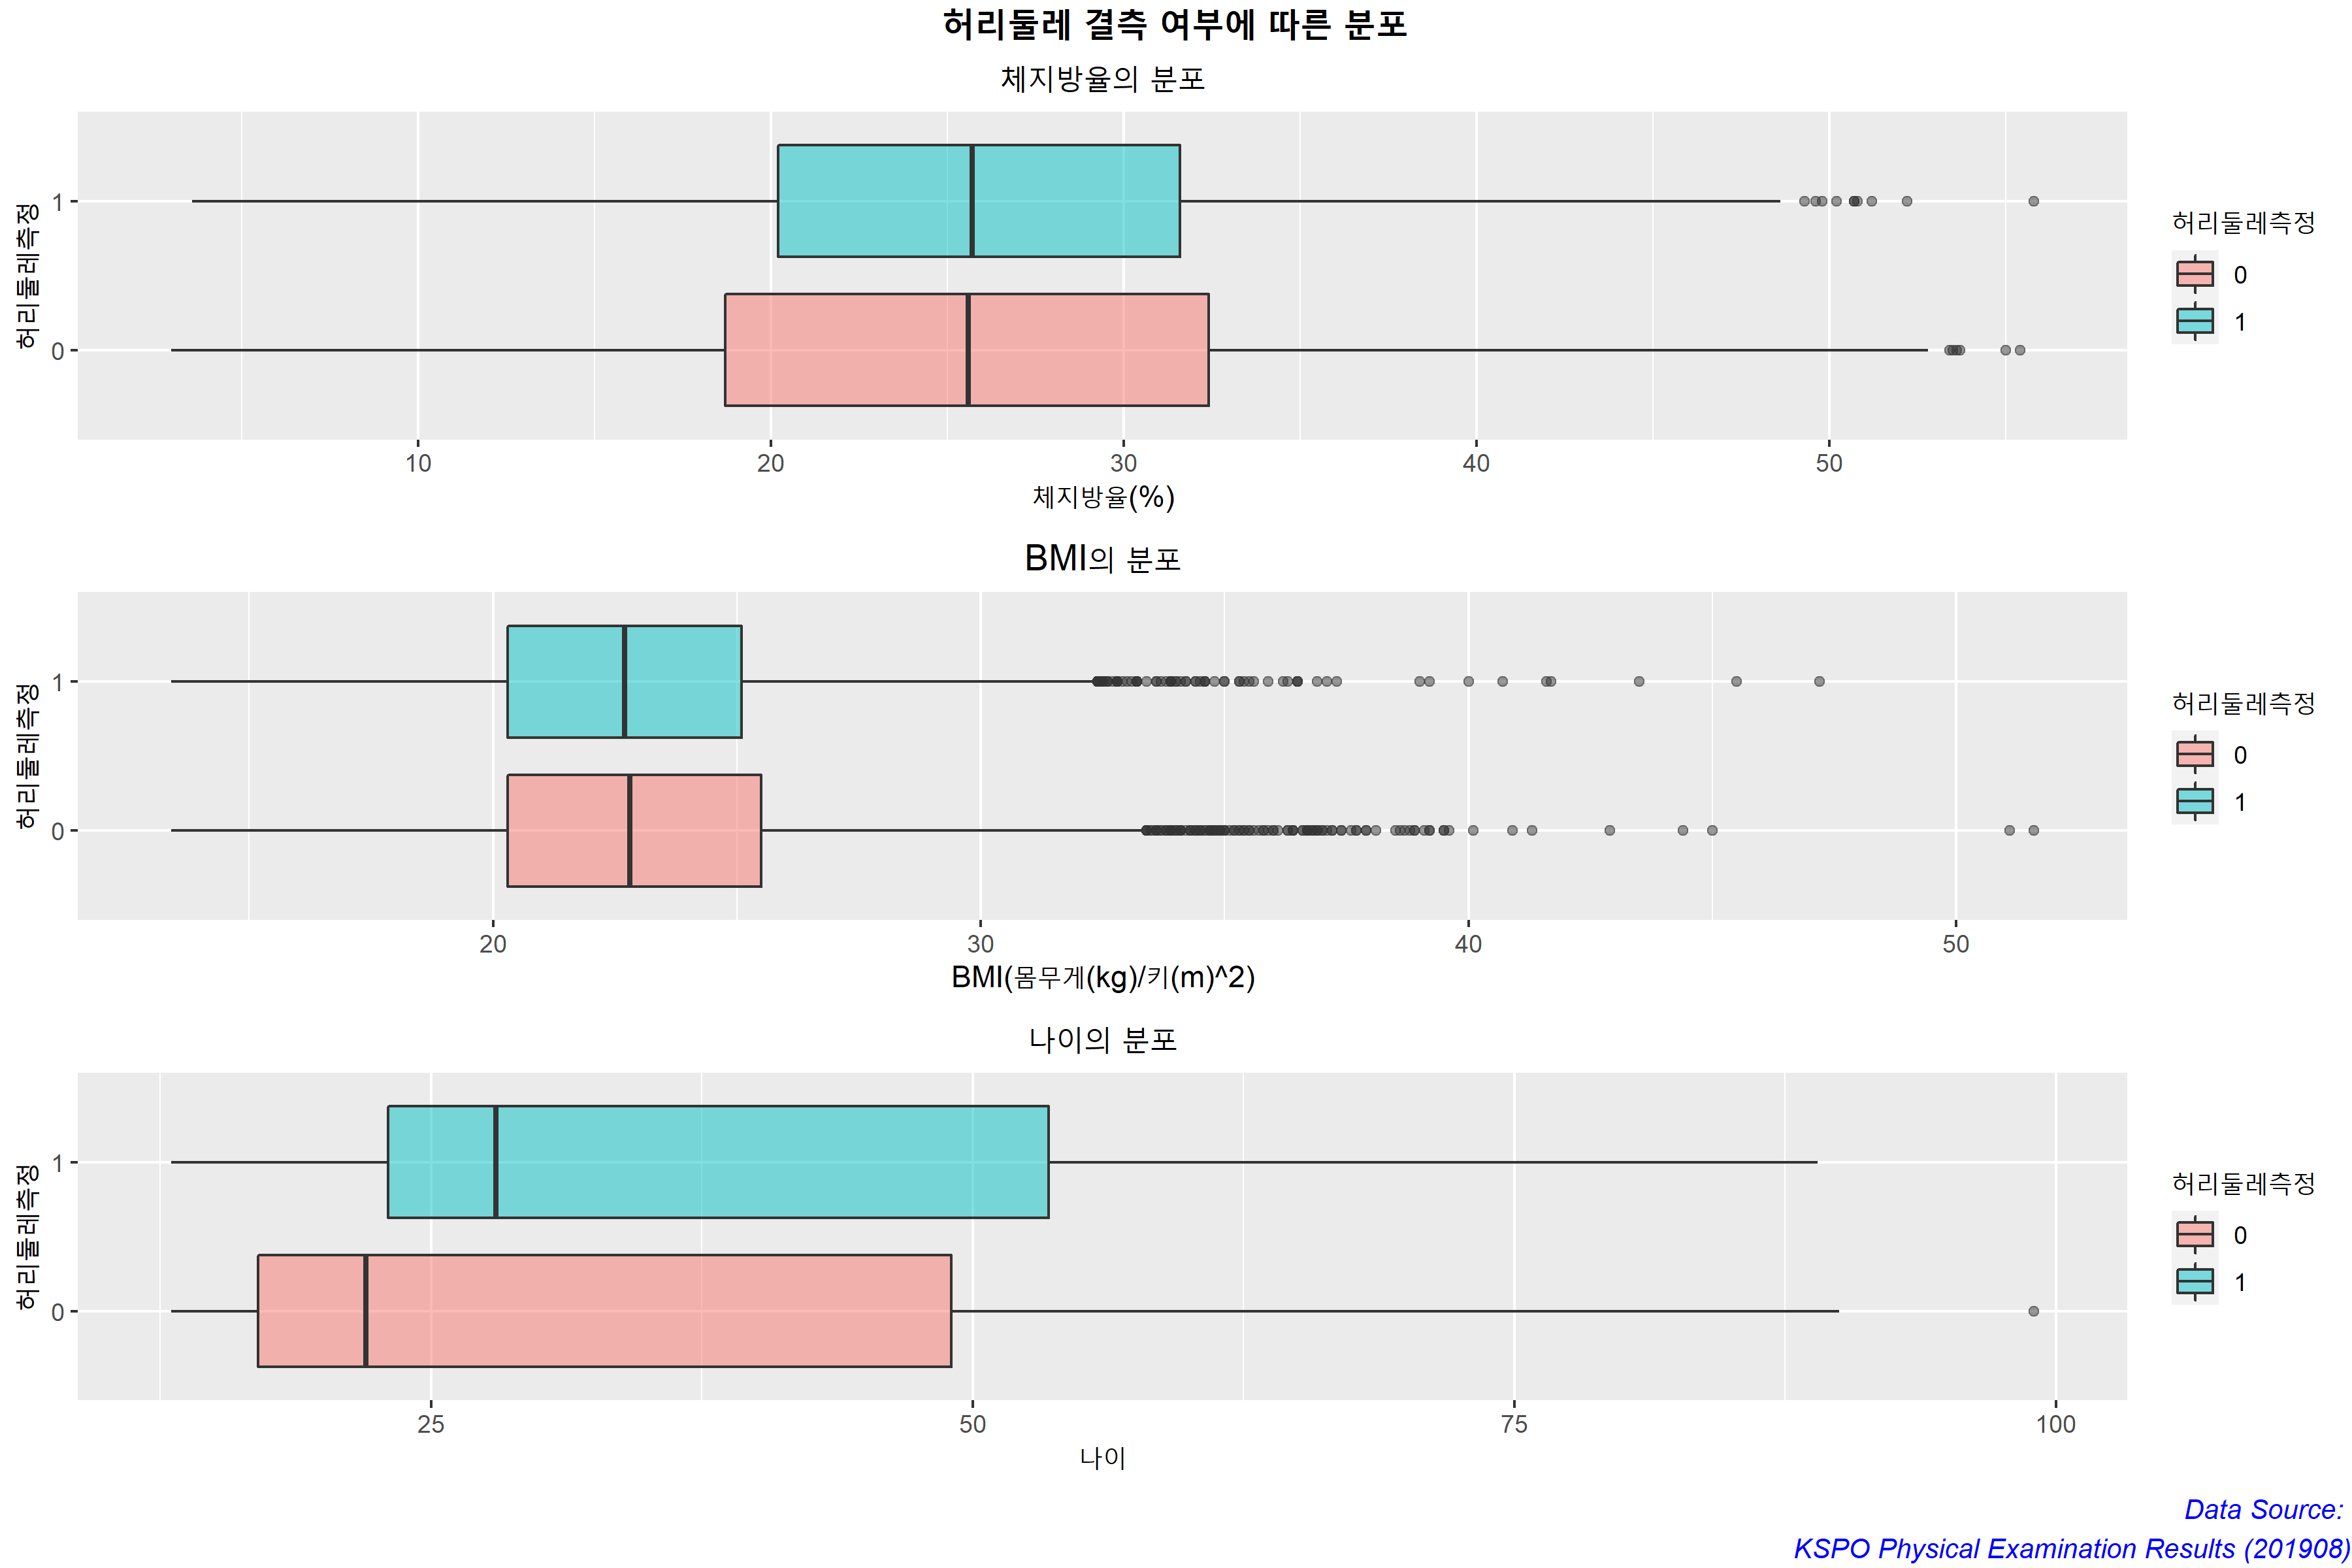 허리둘레 결측 여부에 따른 분포
체지방율의 분포
허리둘레측정
1
0
10 20 30 40 50
체지방율(%)
허리둘레측정
0
1
BMI의 분포
허리둘레측정
1
0
20 30 40 50
BMI(몸무게(kg)/키(m)^2)
허리둘레측정
0
1
나이의 분포
허리둘레측정
1
0
25 50 75 100
나이
허리둘레측정
0
1
Data Source:
KSPO Physical Examination Results (201908)